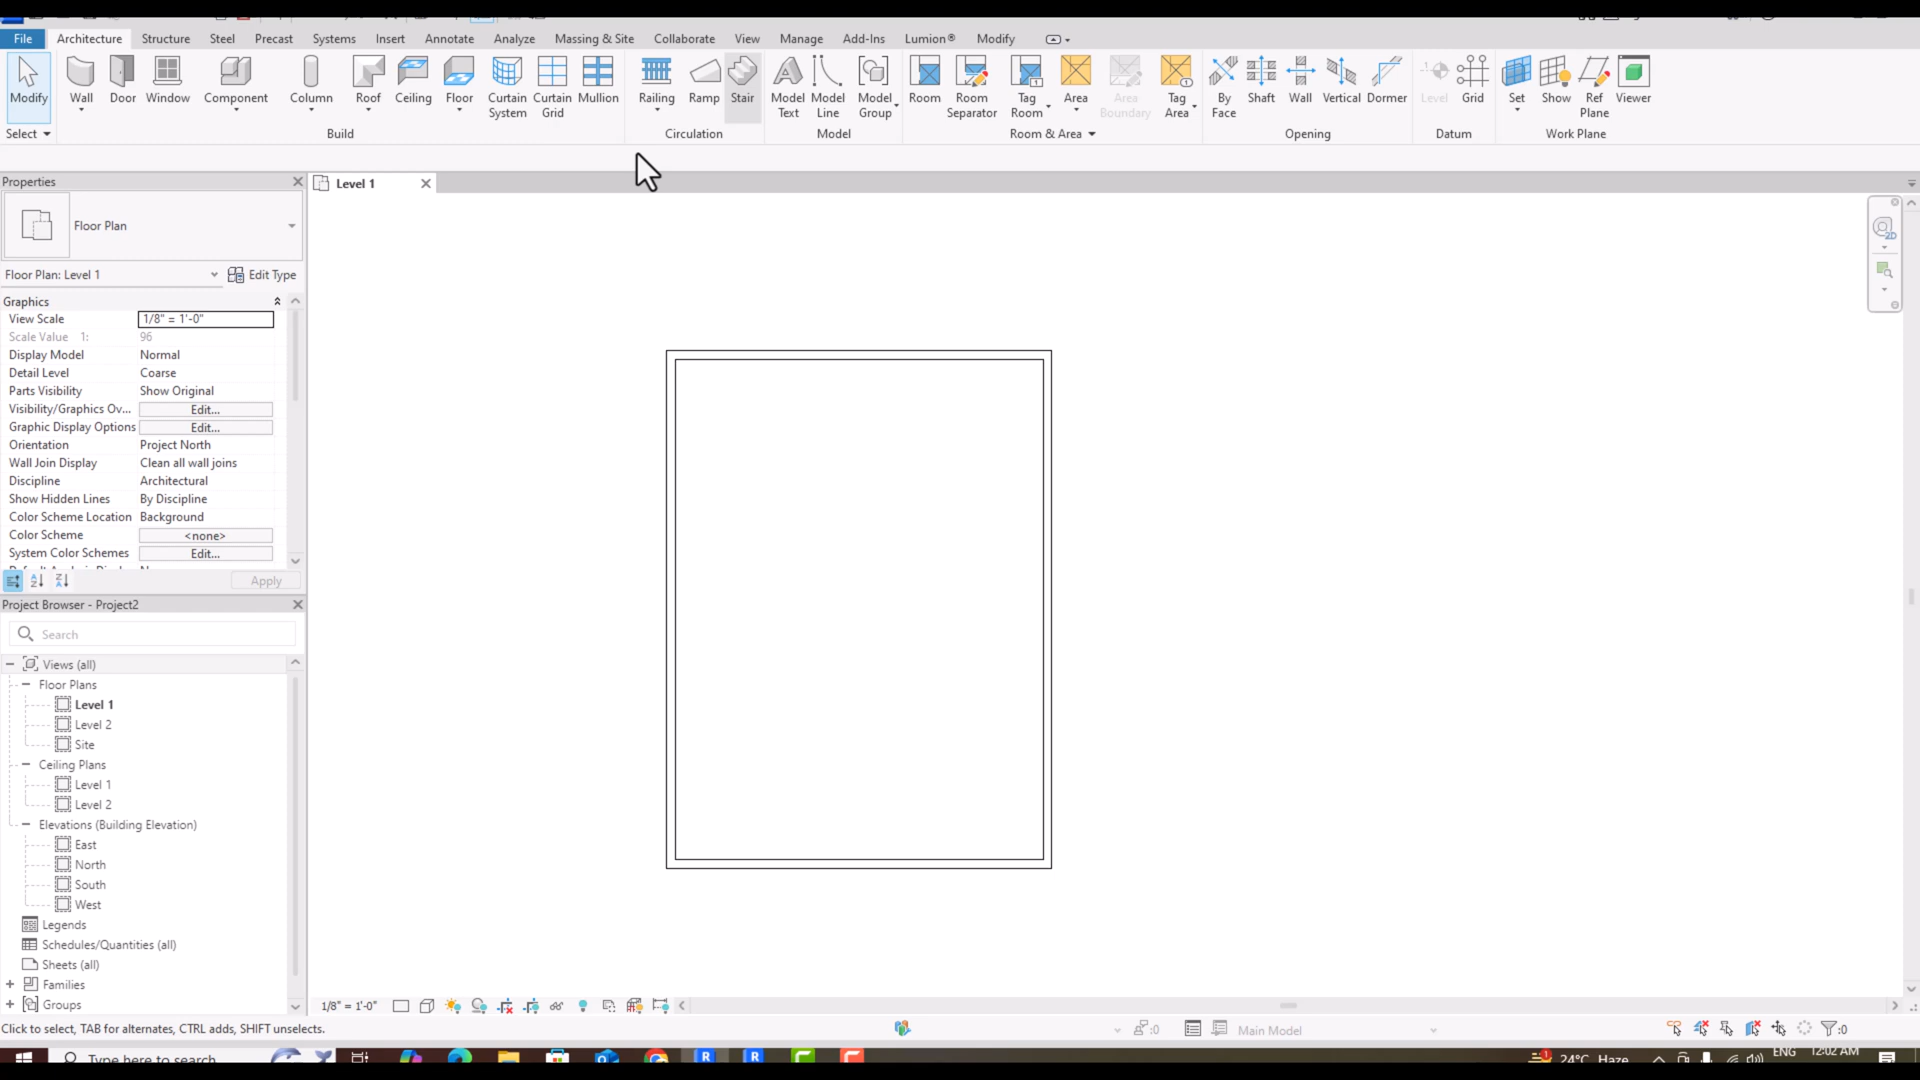 File Architecture Structure Steel Precast Systems Insert Annotate Analyze Massing & Site Collaborate View Manage Add-Ins Lumion® Modify
Modify Wall Door Window Component Column Roof Ceiling Floor Curtain System Curtain Grid Mullion Railing Ramp Stair Model Text Model Line Model Group Room Room Separator Tag Room Area Area Boundary Tag Area By Face Shaft Wall Vertical Dormer Level Grid Set Show Ref Plane Viewer
Select Build Circulation Model Room & Area Opening Datum Work Plane
Properties
Level 1
Floor Plan
Floor Plan: Level 1 Edit Type
Graphics
View Scale 1/8" = 1'-0"
Scale Value 1: 96
Display Model Normal
Detail Level Coarse
Parts Visibility Show Original
Visibility/Graphics Ov... Edit...
Graphic Display Options Edit...
Orientation Project North
Wall Join Display Clean all wall joins
Discipline Architectural
Show Hidden Lines By Discipline
Color Scheme Location Background
Color Scheme <none>
System Color Schemes Edit...
Apply
Project Browser - Project2
Search
Views (all)
Floor Plans
Level 1
Level 2
Site
Ceiling Plans
Level 1
Level 2
Elevations (Building Elevation)
East
North
South
West
Legends
Schedules/Quantities (all)
Sheets (all)
Families
Groups
1/8" = 1'-0"
Click to select, TAB for alternates, CTRL adds, SHIFT unselects.
:0 Main Model :0
Type here to search 24°C Haze ENG 12:02 AM